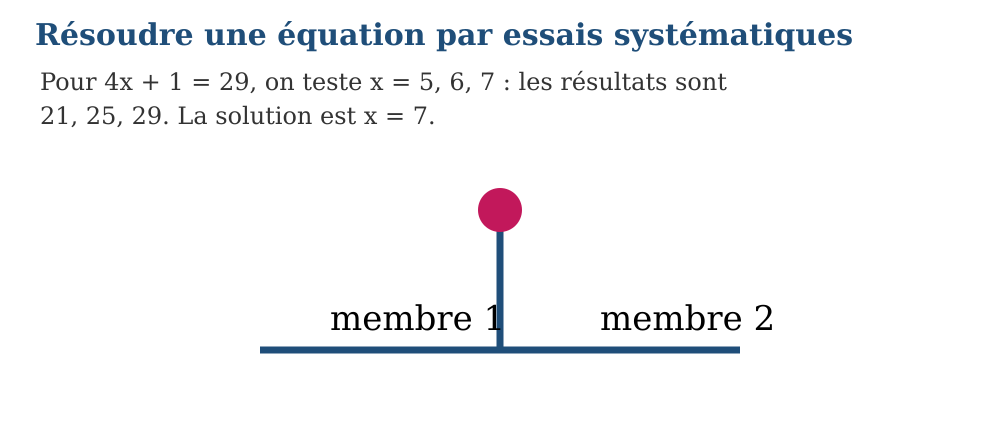 Résoudre une équation par essais systématiques
Pour 4x + 1 = 29, on teste x = 5, 6, 7 : les résultats sont
21, 25, 29. La solution est x = 7.
membre 1 membre 2